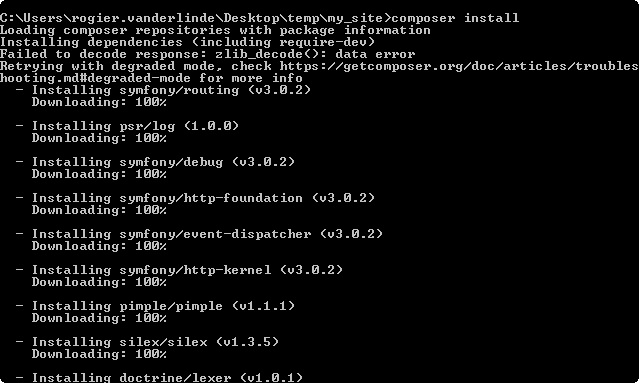 C:\Users\rogier.vanderlinde\Desktop\temp\my_site>composer install
Loading composer repositories with package information
Installing dependencies (including require-dev)
Failed to decode response: zlib_decode(): data error
Retrying with degraded mode, check https://getcomposer.org/doc/articles/troubles
hooting.md#degraded-mode for more info
- Installing symfony/routing (v3.0.2)
Downloading: 100%
- Installing psr/log (1.0.0)
Downloading: 100%
- Installing symfony/debug (v3.0.2)
Downloading: 100%
- Installing symfony/http-foundation (v3.0.2)
Downloading: 100%
- Installing symfony/event-dispatcher (v3.0.2)
Downloading: 100%
- Installing symfony/http-kernel (v3.0.2)
Downloading: 100%
- Installing pimple/pimple (v1.1.1)
Downloading: 100%
- Installing silex/silex (v1.3.5)
Downloading: 100%
- Installing doctrine/lexer (v1.0.1)